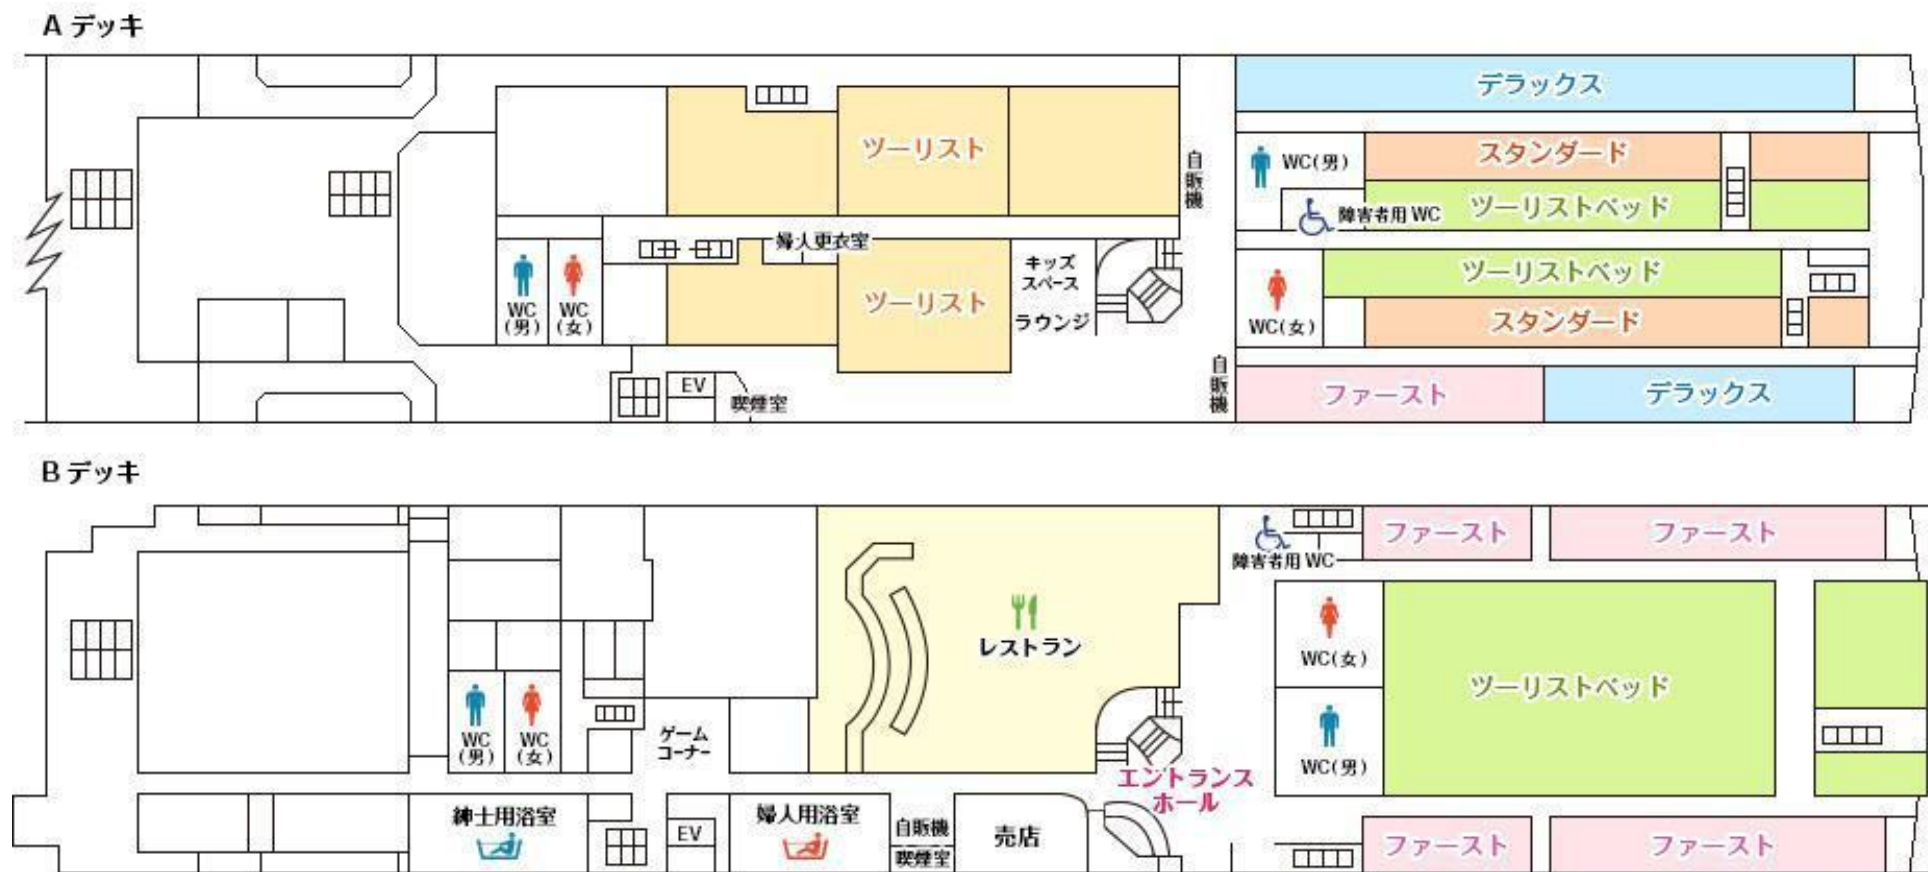 A デッキ
デラックス
ツーリスト
自販機
WC(男)
スタンダード
障害者用 WC
ツーリストベッド
婦人更衣室
WC
(男)
WC
(女)
ツーリスト
キッズ
スペース
ラウンジ
WC(女)
ツーリストベッド
スタンダード
EV
喫煙室
自販機
ファースト
デラックス
B デッキ
障害者用 WC
ファースト
ファースト
レストラン
WC(女)
ツーリストベッド
WC
(男)
WC
(女)
ゲーム
コーナー
WC(男)
エントランス
ホール
紳士用浴室
EV
婦人用浴室
自販機
喫煙室
売店
ファースト
ファースト